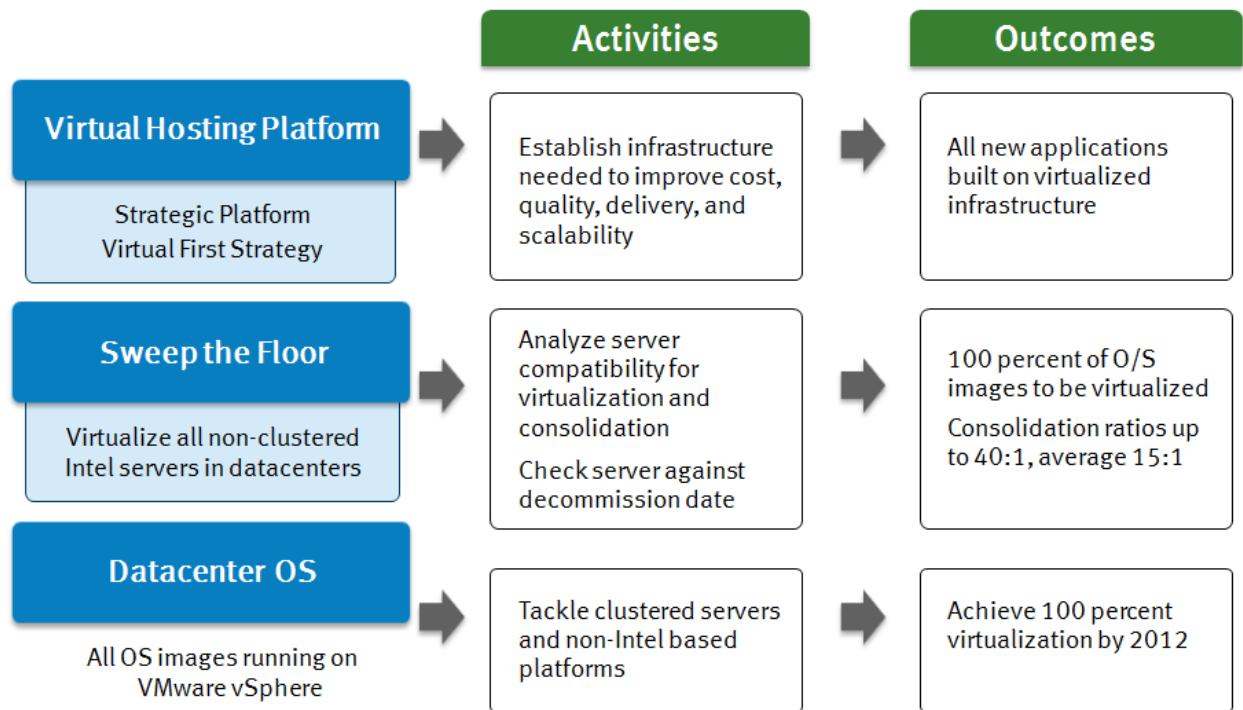 Activities
Outcomes
Virtual Hosting Platform
Strategic Platform
Virtual First Strategy
Establish infrastructure
needed to improve cost,
quality, delivery, and
scalability
All new applications
built on virtualized
infrastructure
Sweep the Floor
Virtualize all non-clustered
Intel servers in datacenters
Analyze server
compatibility for
virtualization and
consolidation
Check server against
decommission date
100 percent of O/S
images to be virtualized
Consolidation ratios up
to 40:1, average 15:1
Datacenter OS
All OS images running on
VMware vSphere
Tackle clustered servers
and non-Intel based
platforms
Achieve 100 percent
virtualization by 2012